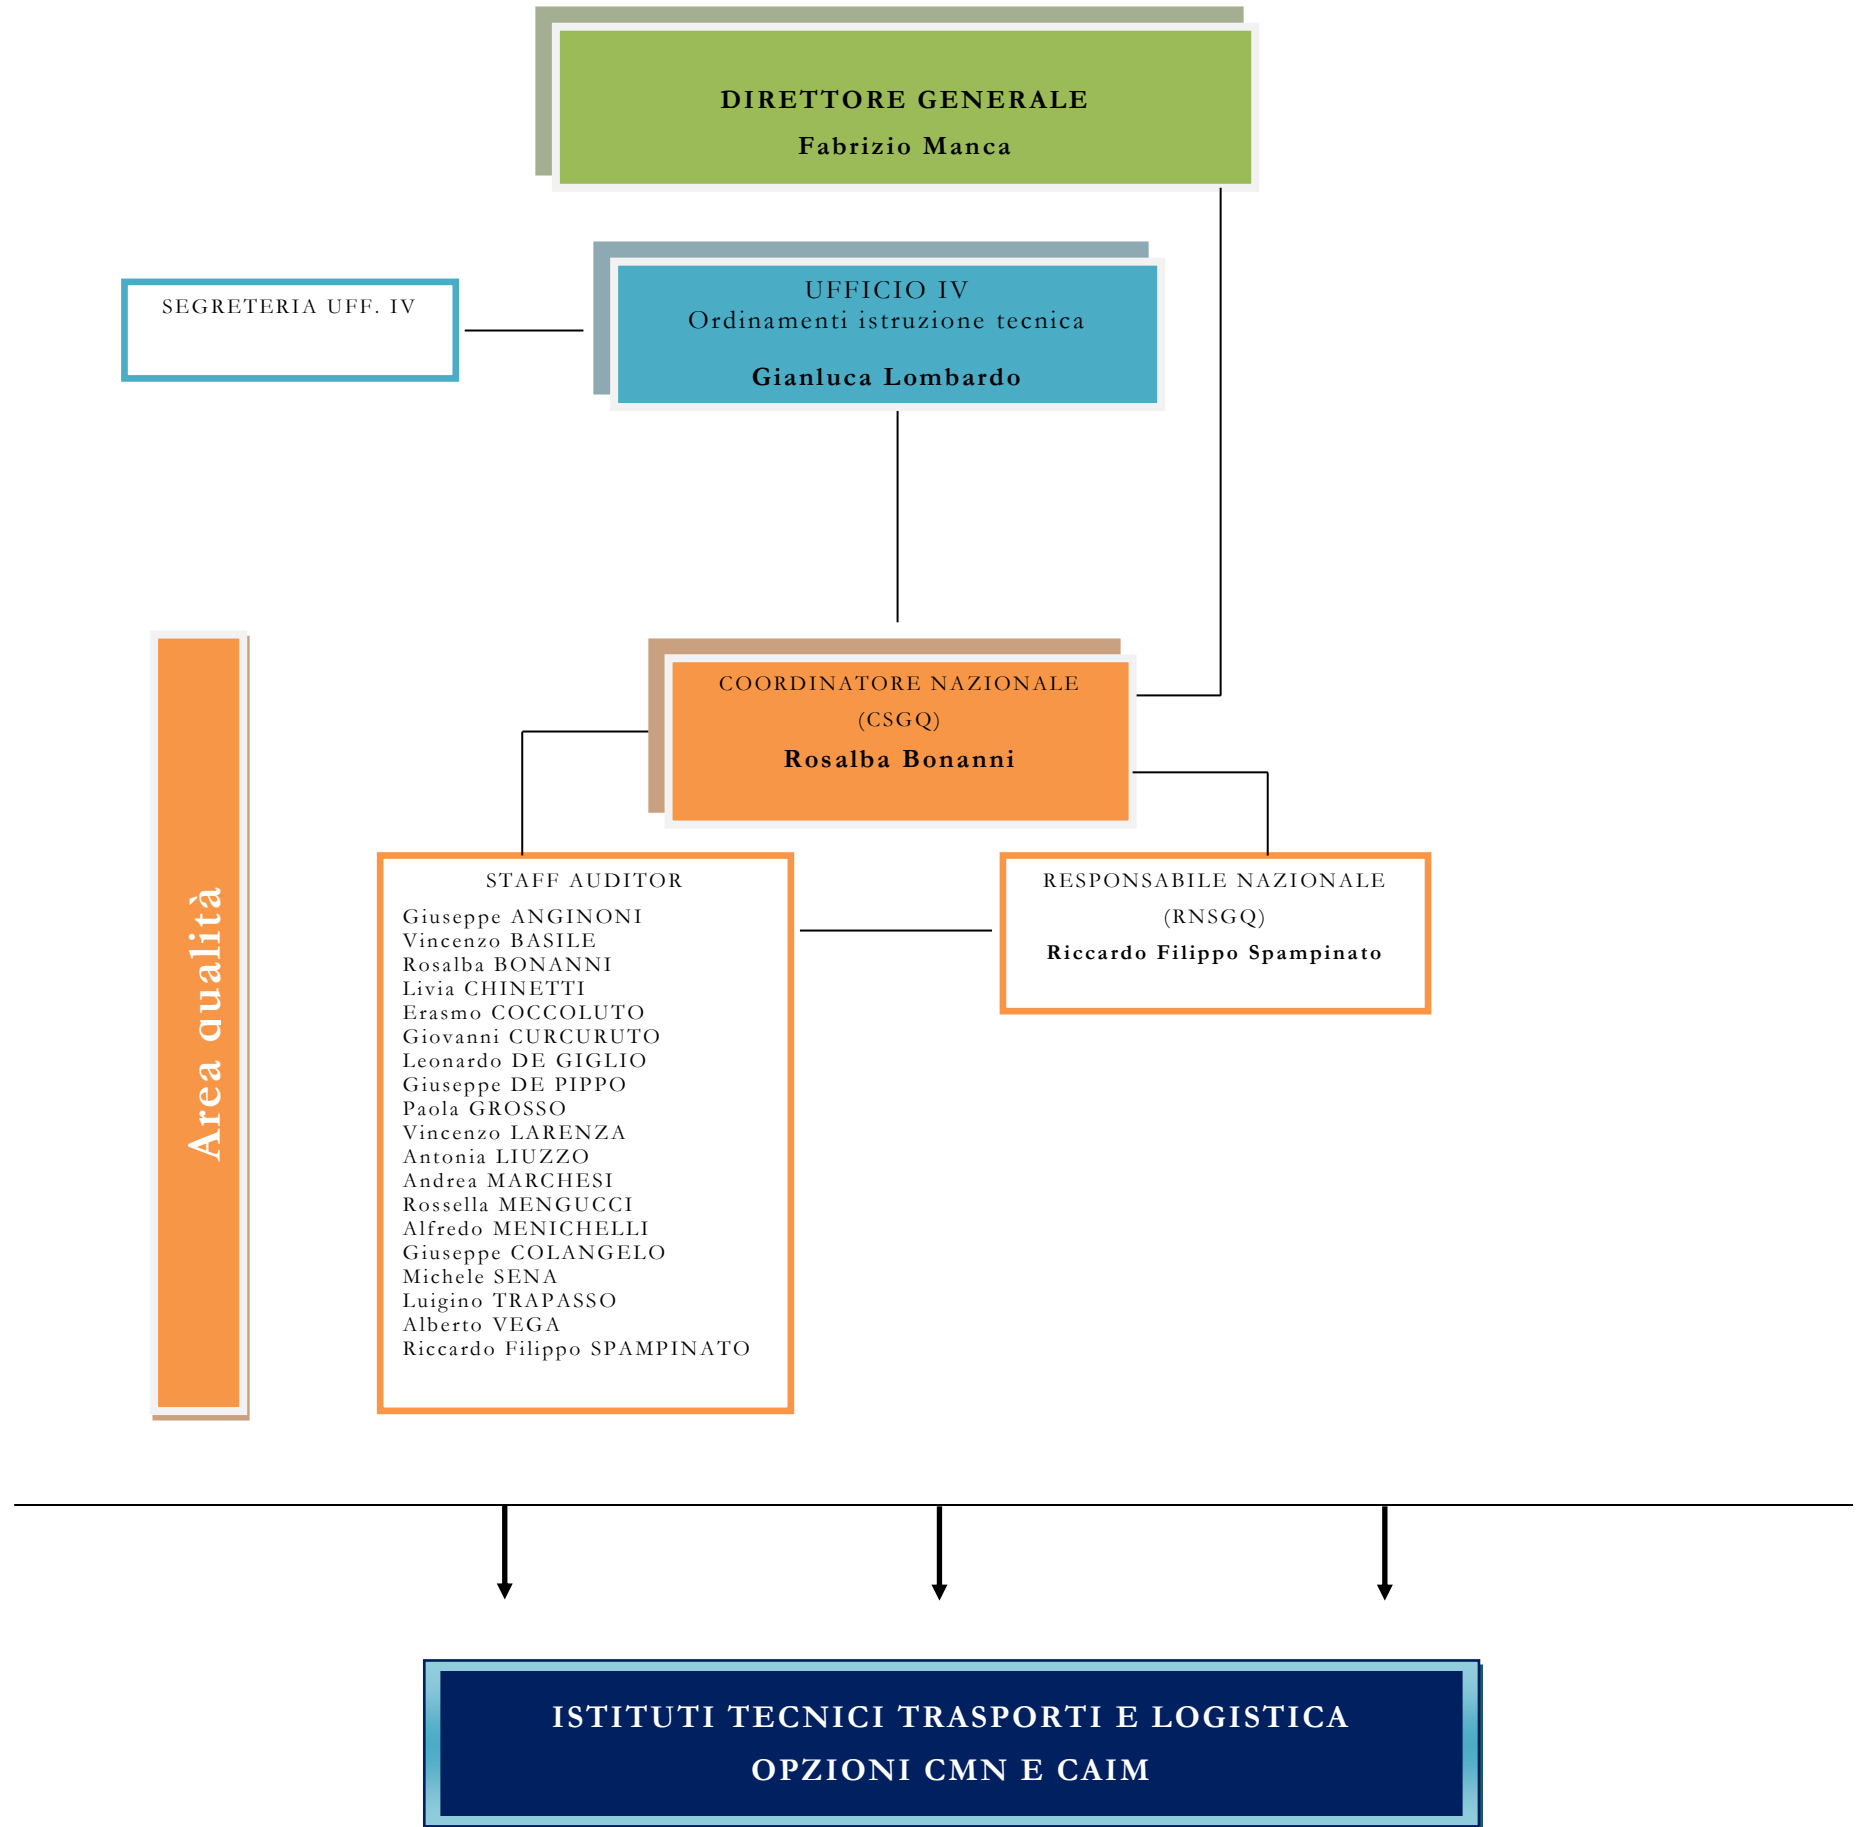 DIRETTORE GENERALE
Fabrizio Manca
SEGRETERIA UFF. IV
UFFICIO IV
Ordinamenti istruzione tecnica
Gianluca Lombardo
COORDINATORE NAZIONALE
(CSGQ)
Rosalba Bonanni
Area qualità
STAFF AUDITOR
Giuseppe ANGINONI
Vincenzo BASILE
Rosalba BONANNI
Livia CHINETTI
Erasmo COCCOLUTO
Giovanni CURCURUTO
Leonardo DE GIGLIO
Giuseppe DE PIPPO
Paola GROSSO
Vincenzo LARENZA
Antonia LIUZZO
Andrea MARCHESI
Rossella MENGUCCI
Alfredo MENICHELLI
Giuseppe COLANGELO
Michele SENA
Luigino TRAPASSO
Alberto VEGA
Riccardo Filippo SPAMPINATO
RESPONSABILE NAZIONALE
(RNSGQ)
Riccardo Filippo Spampinato
ISTITUTI TECNICI TRASPORTI E LOGISTICA
OPZIONI CMN E CAIM